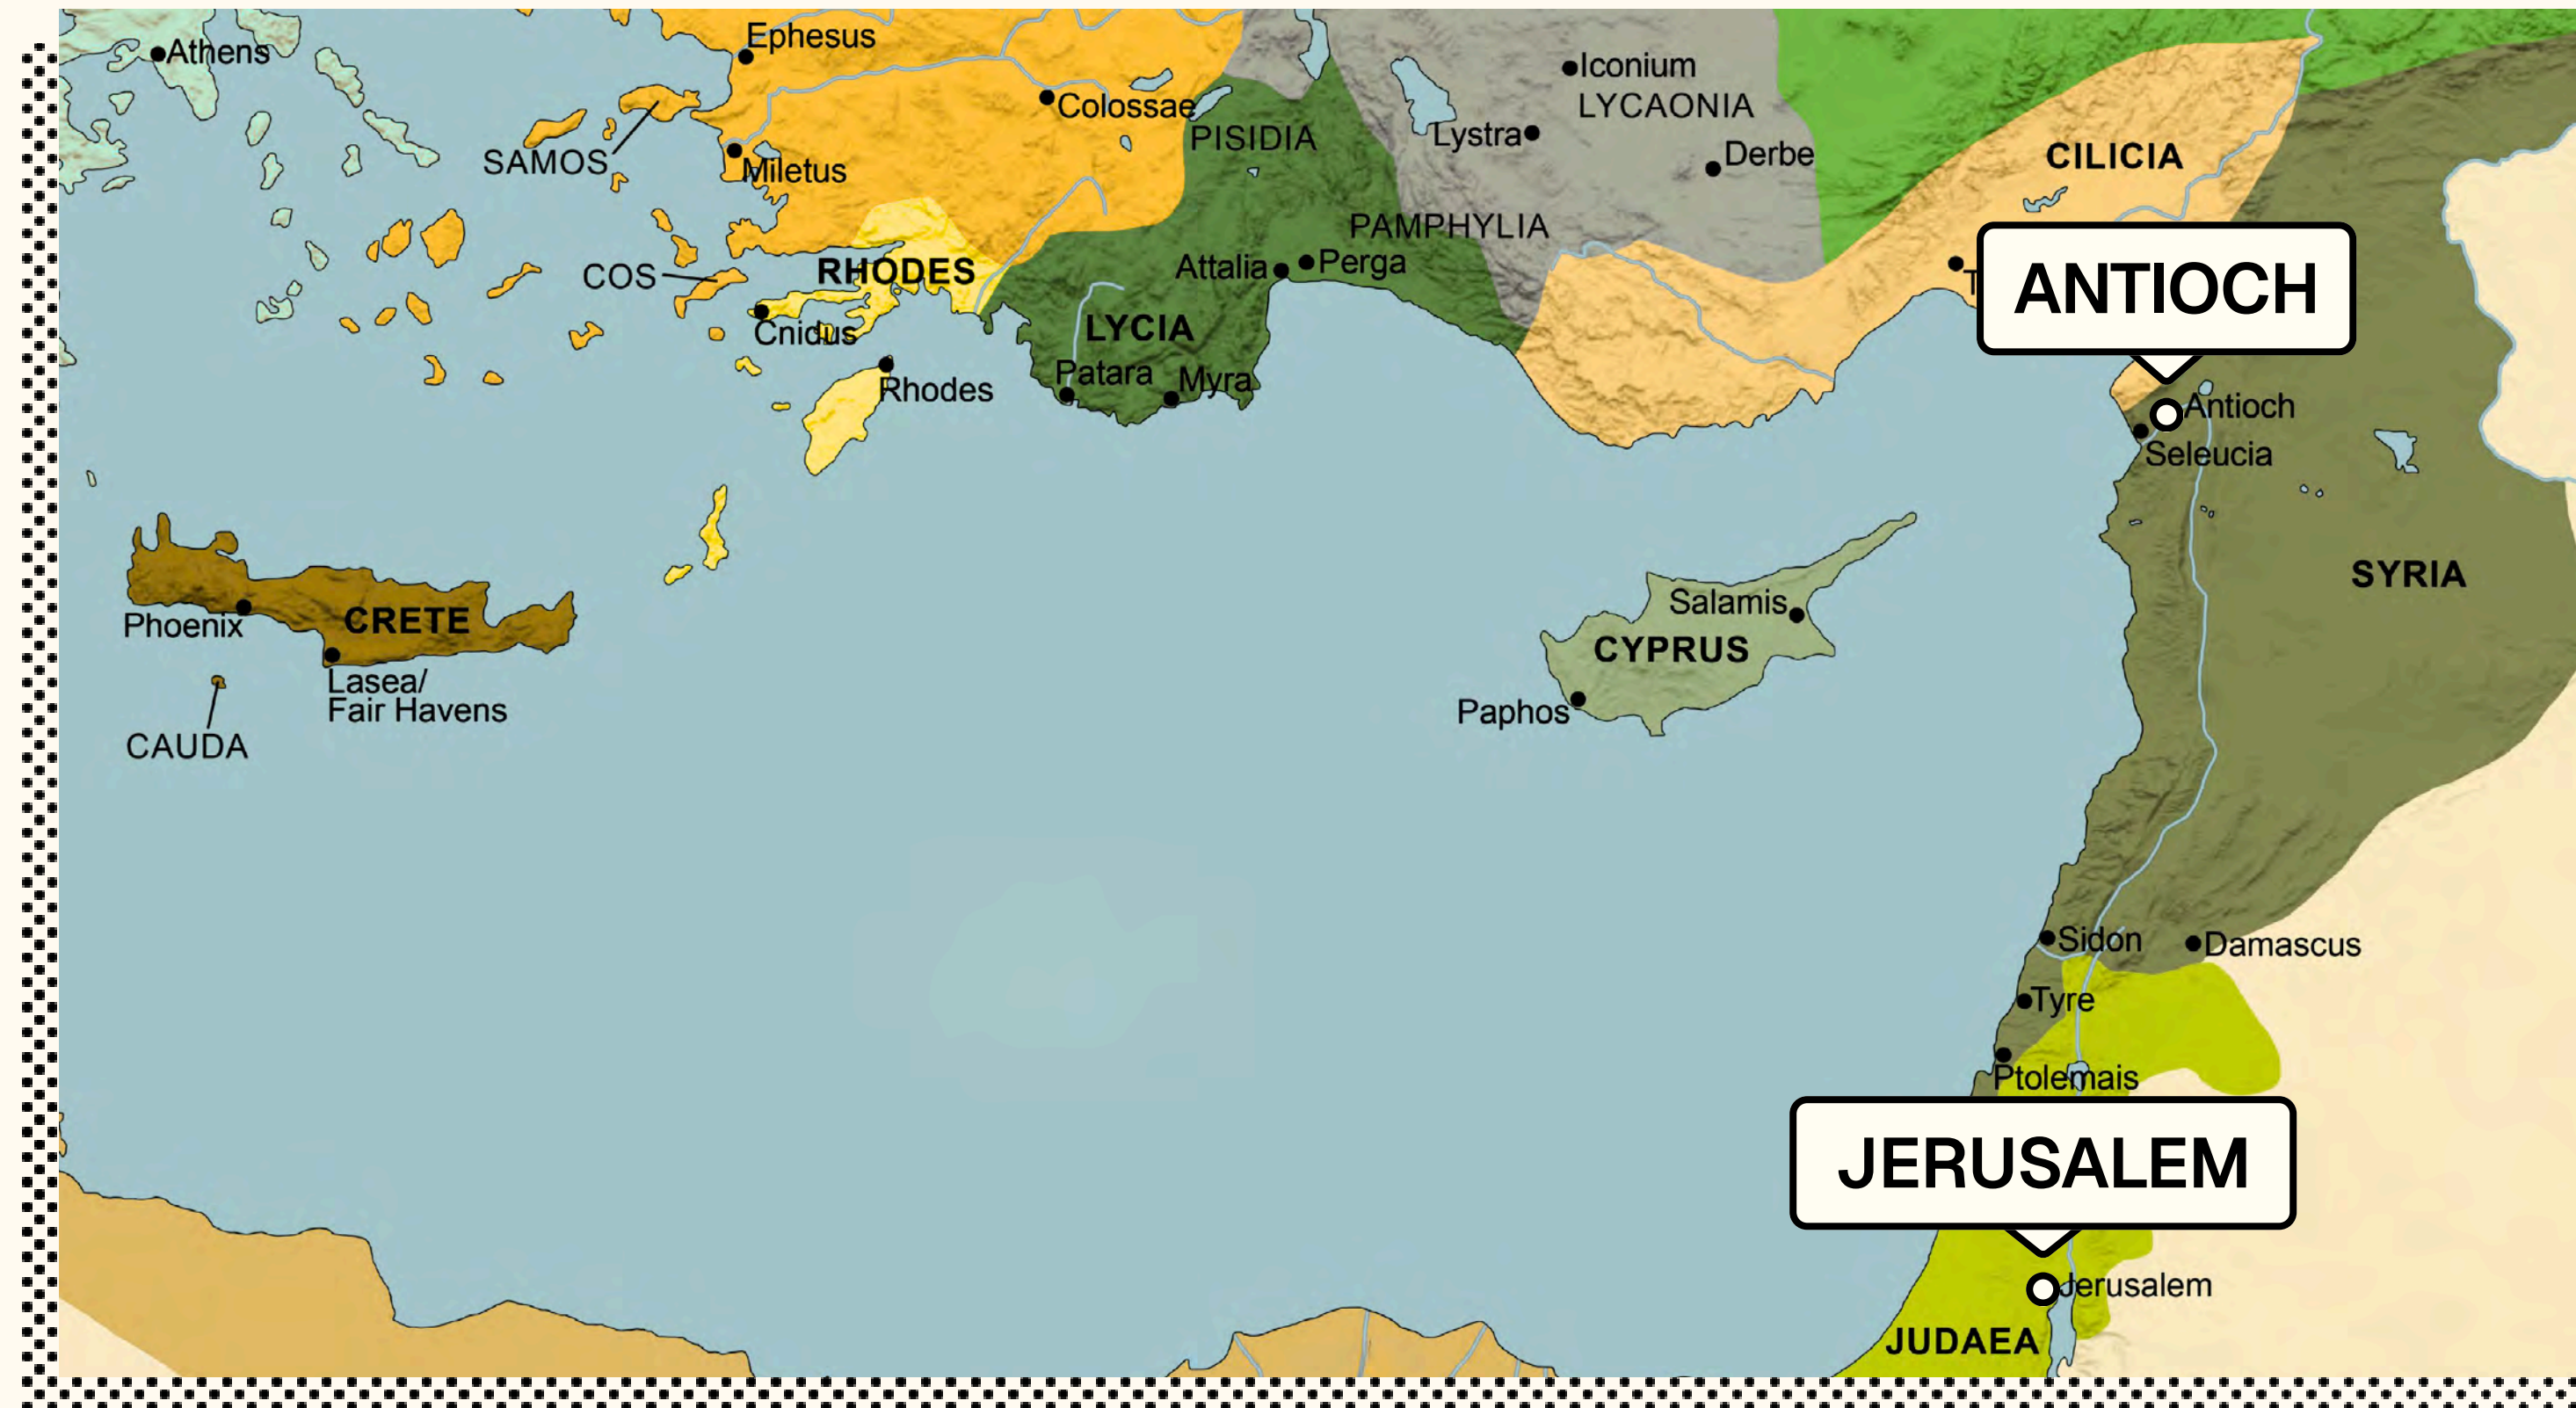 Athens
Ephesus
Iconium
LYCAONIA
Colossae
PISIDIA
Lystra
Derbe
CILICIA
SAMOS
Miletus
PAMPHYLIA
Attalia
Perga
COS
RHODES
T
ANTIOCH
Cnidus
LYCIA
Patara
Myra
Rhodes
Antioch
Seleucia
SYRIA
Phoenix
CRETE
Salamis
CYPRUS
Lasea/
Fair Havens
Paphos
CAUDA
Sidon
Damascus
Tyre
Ptolemais
JERUSALEM
Jerusalem
JUDAEA